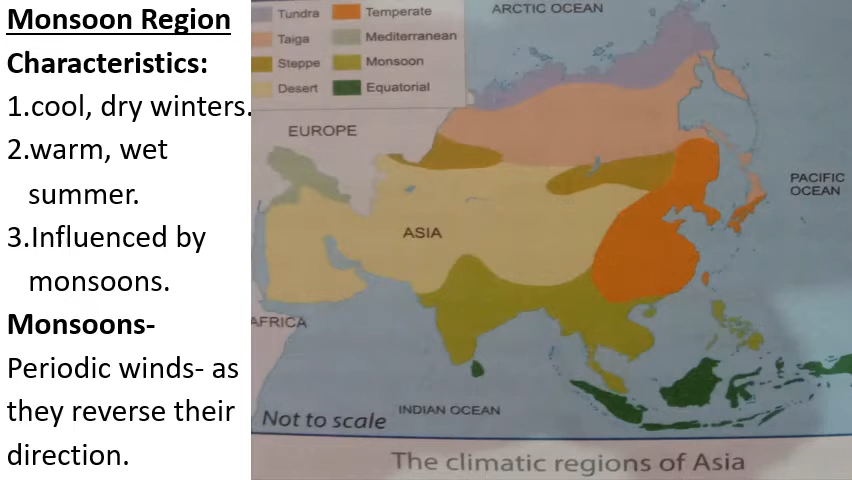 Monsoon Region
Characteristics:
1.cool, dry winters.
2.warm, wet
summer.
3.Influenced by
monsoons.
Monsoons-
Periodic winds- as
they reverse their
direction.
Tundra
Temperate
Taiga
Mediterranean
Steppe
Monsoon
Desert
Equatorial
ARCTIC OCEAN
EUROPE
PACIFIC
OCEAN
ASIA
AFRICA
INDIAN OCEAN
Not to scale
The climatic regions of Asia